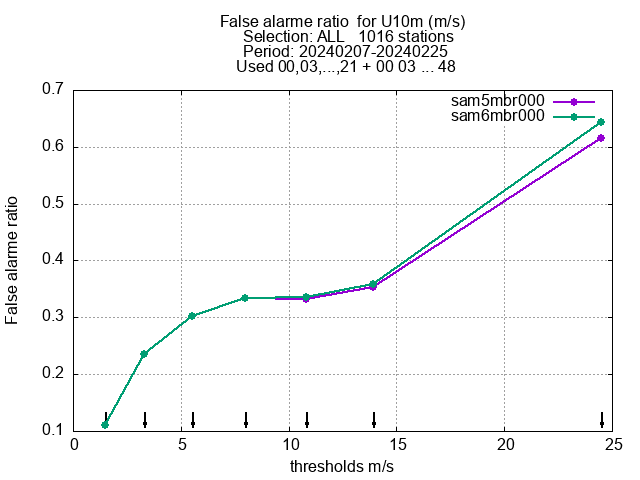 False alarme ratio  for U10m (m/s)
Selection: ALL   1016 stations
Period: 20240207-20240225
Used 00,03,...,21 + 00 03 ... 48
sam5mbr000
sam6mbr000
0.7
0.6
0.5
0.4
0.3
0.2
0.1
False alarme ratio
0 5 10 15 20 25
thresholds m/s